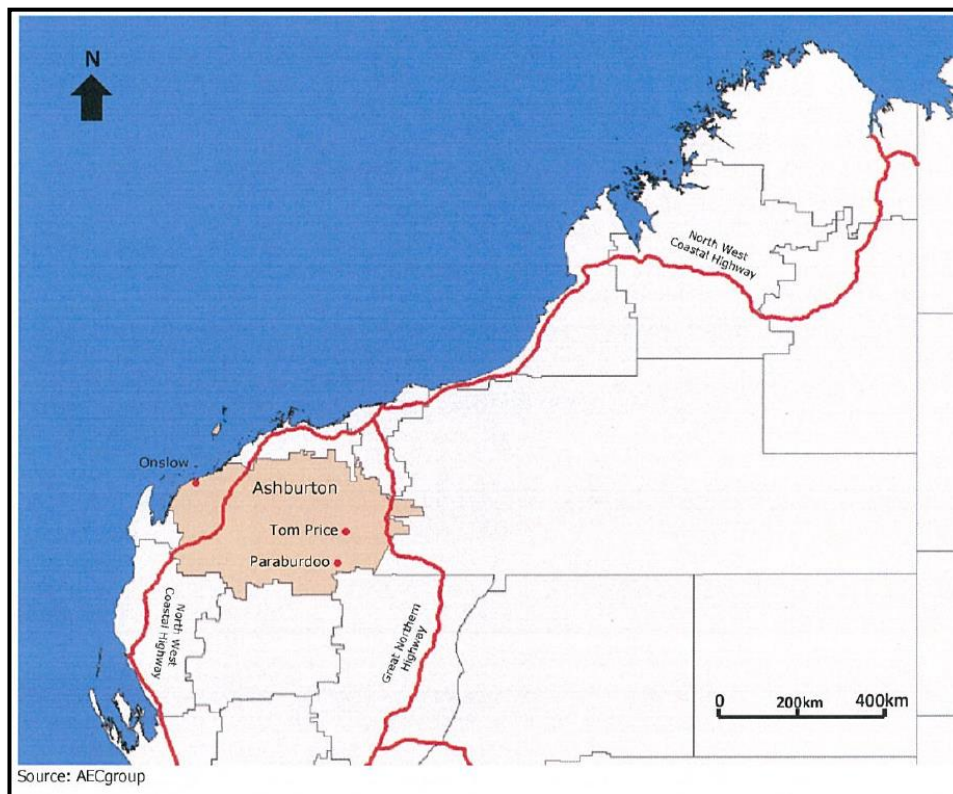 N
North West
Coastal Highway
Onslow
Ashburton
Tom Price
Paraburdoo
North West
Coastal Highway
Great Northern
Highway
0 200km 400km
Source: AECgroup